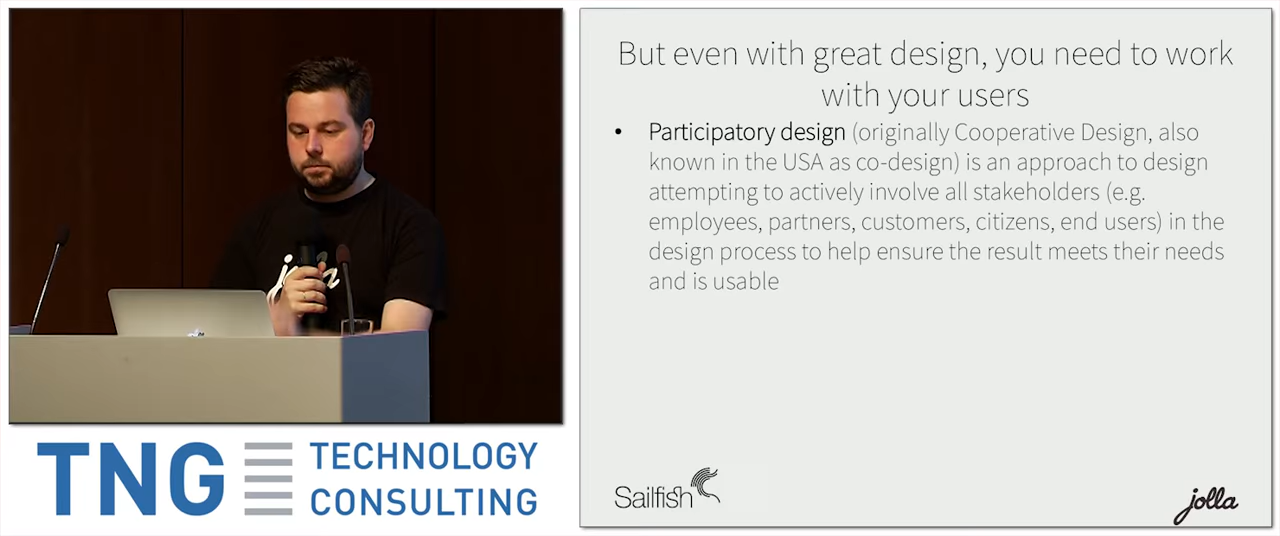 But even with great design, you need to work
with your users
• Participatory design (originally Cooperative Design, also
known in the USA as co-design) is an approach to design
attempting to actively involve all stakeholders (e.g.
employees, partners, customers, citizens, end users) in the
design process to help ensure the result meets their needs
and is usable
Sailfish
jolla
TNG TECHNOLOGY
CONSULTING